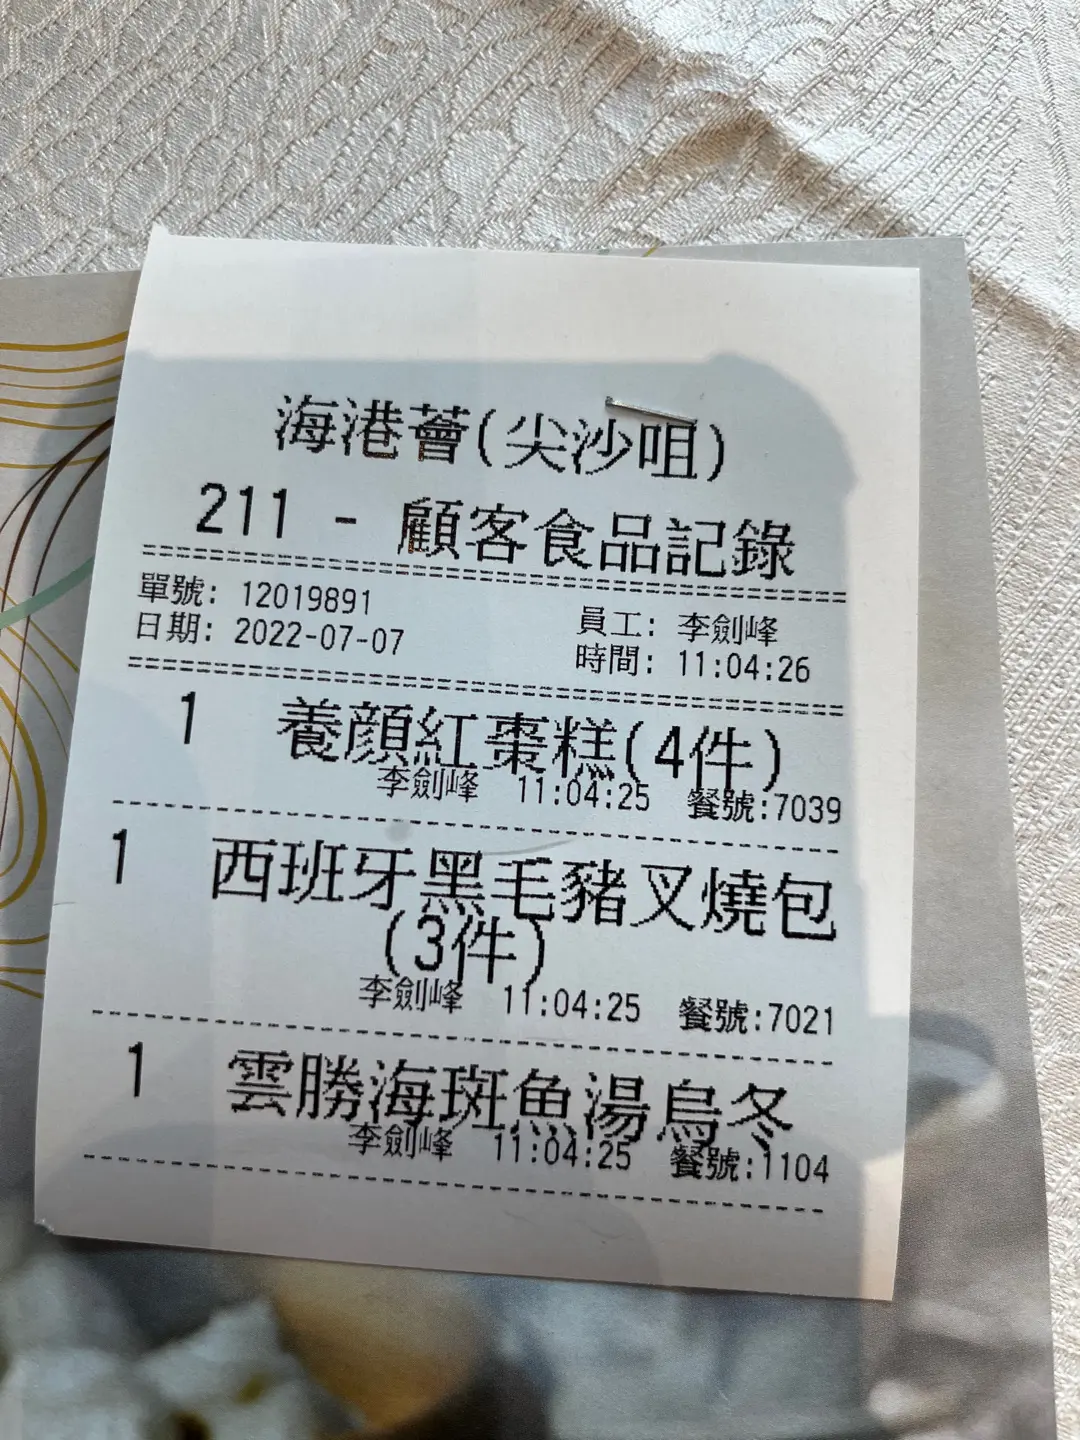 海港薈(尖沙咀)
211 - 顧客食品記錄
單號: 12019891
員工: 李劍峰
日期: 2022-07-07
時間: 11:04:26
1 養顏紅棗糕(4件)
李劍峰 11:04:25 餐號:7039
1 西班牙黑毛豬叉燒包
(3件)
李劍峰 11:04:25 餐號:7021
1 雲勝海斑魚湯烏冬
李劍峰 11:04:25 餐號:1104